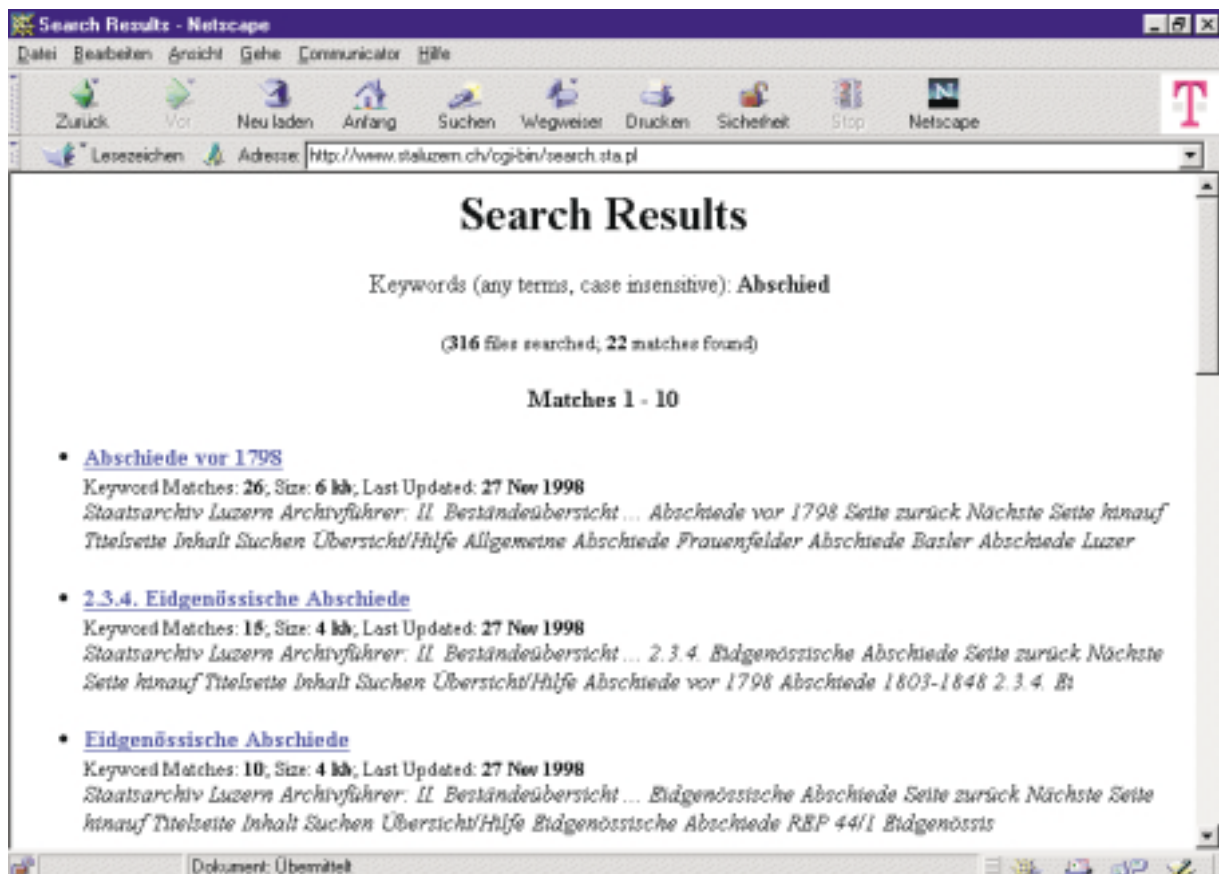 Search Results - Netscape
Datei Bearbeiten Ansicht Gehe Communicator Hilfe
Zurück Vor Neu laden Anfang Suchen Wegweiser Drucken Sicherheit Stop Netscape
T
Lesezeichen Adresse: http://www.staluzern.ch/cgi-bin/search.sta.pl
Search Results
Keywords (any terms, case insensitive): Abschied
(316 files searched; 22 matches found)
Matches 1 - 10
• Abschiede vor 1798
Keyword Matches: 26; Size: 6 kb; Last Updated: 27 Nov 1998
Staatsarchiv Luzern Archivführer: II. Beständeübersicht ... Abschiede vor 1798 Seite zurück Nächste Seite hinauf
Titelseite Inhalt Suchen Übersicht/Hilfe Allgemeine Abschiede Frauenfelder Abschiede Basler Abschiede Luzer
• 2.3.4. Eidgenössische Abschiede
Keyword Matches: 15; Size: 4 kb; Last Updated: 27 Nov 1998
Staatsarchiv Luzern Archivführer: II. Beständeübersicht ... 2.3.4. Eidgenössische Abschiede Seite zurück Nächste
Seite hinauf Titelseite Inhalt Suchen Übersicht/Hilfe Abschiede vor 1798 Abschiede 1803-1848 2.3.4. Ei
• Eidgenössische Abschiede
Keyword Matches: 10; Size: 4 kb; Last Updated: 27 Nov 1998
Staatsarchiv Luzern Archivführer: II. Beständeübersicht ... Eidgenössische Abschiede Seite zurück Nächste Seite
hinauf Titelseite Inhalt Suchen Übersicht/Hilfe Eidgenössische Abschiede REP 44/1 Eidgenössis
Dokument: Übermittelt